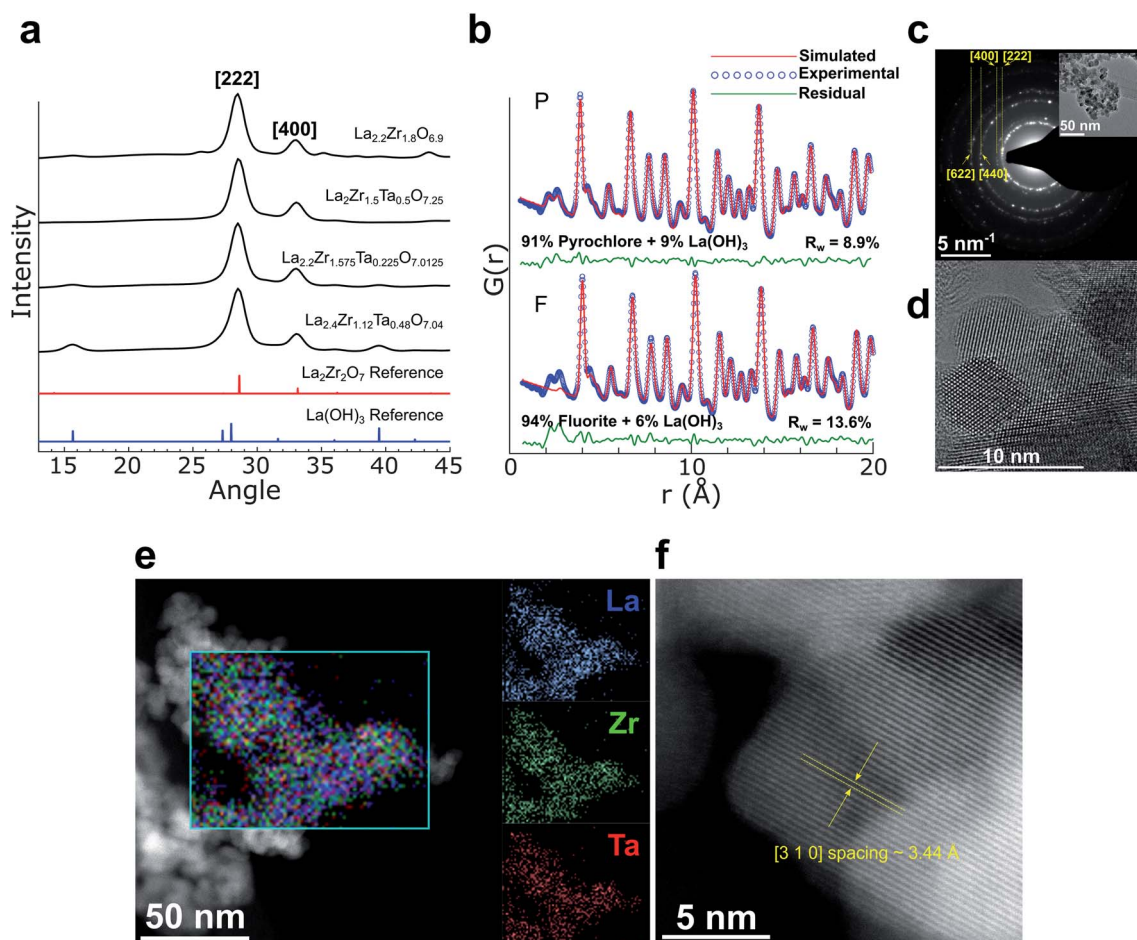 a
[222]
[400]
La2.2Zr1.8O6.9
La2Zr1.5Ta0.5O7.25
La2.2Zr1.575Ta0.225O7.0125
La2.4Zr1.12Ta0.48O7.04
La2Zr2O7 Reference
La(OH)3 Reference
Intensity
15 20 25 30 35 40 45
Angle
b
Simulated
Experimental
Residual
P
91% Pyrochlore + 9% La(OH)3 Rw = 8.9%
G(r)
F
94% Fluorite + 6% La(OH)3 Rw = 13.6%
0 10 20
r (Å)
c
[400] [222]
50 nm
[622] [440]
5 nm-1
d
10 nm
e
La
Zr
Ta
50 nm
f
[3 1 0] spacing ~ 3.44 Å
5 nm